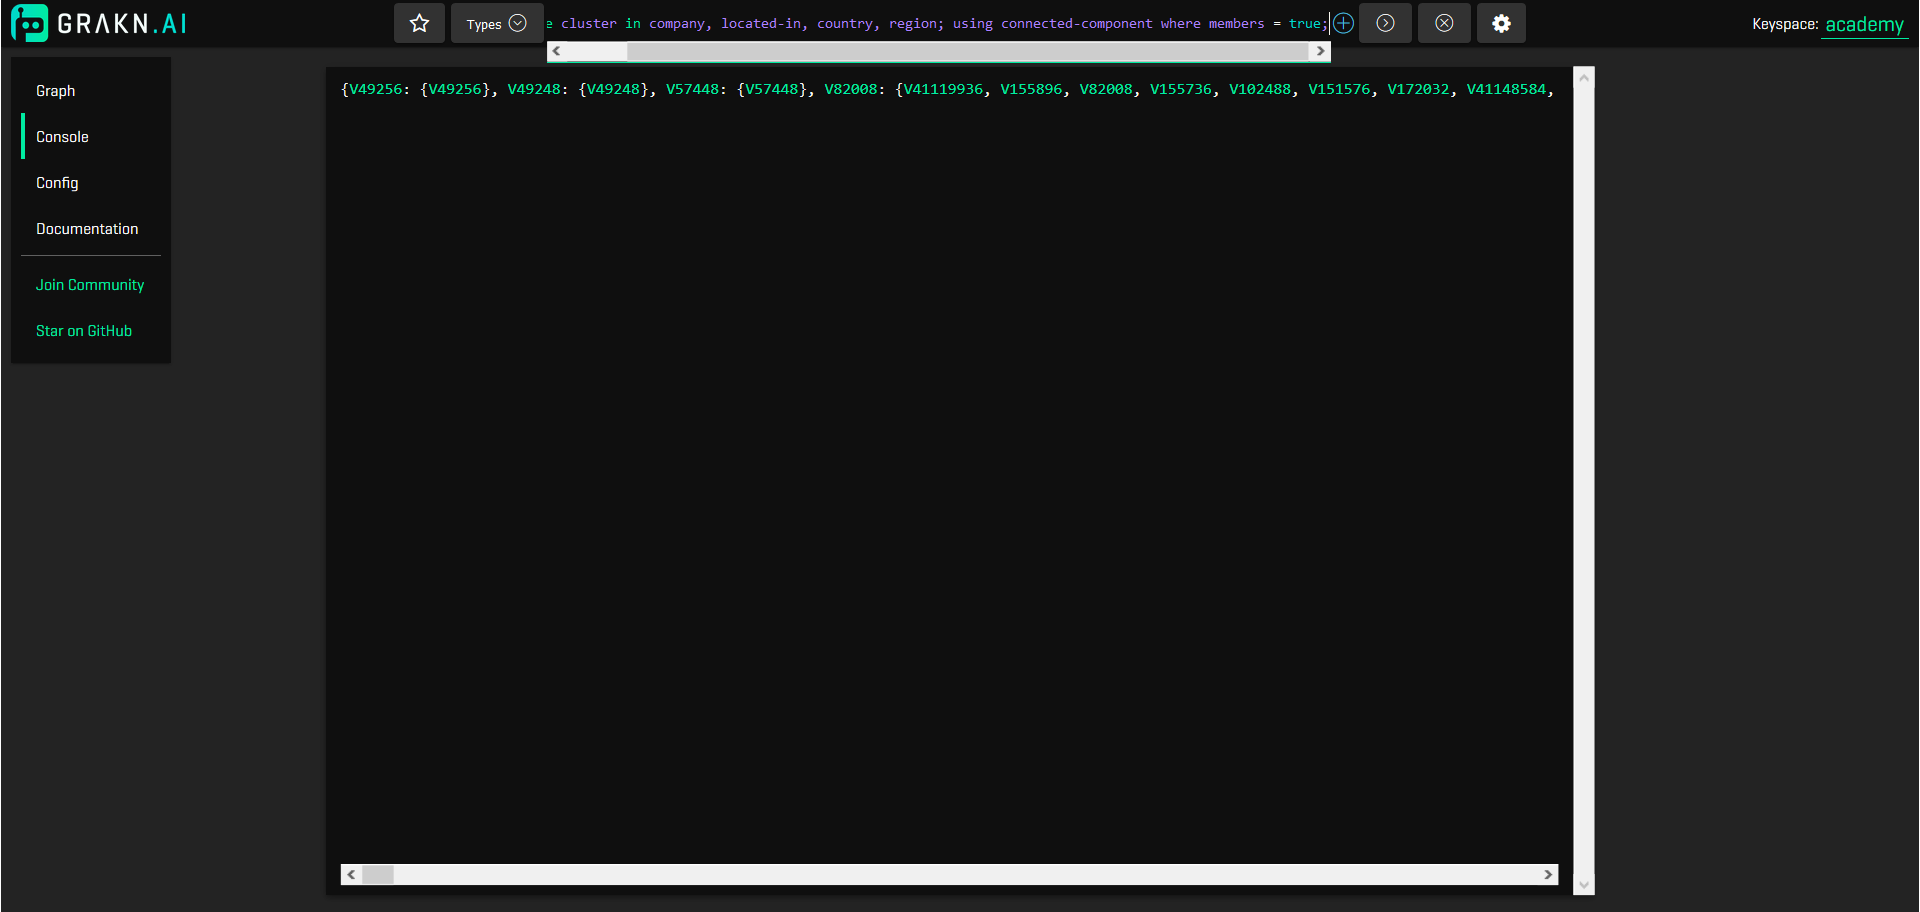 GRAKN.AI
Types
e cluster in company, located-in, country, region; using connected-component where members = true;
Keyspace: academy
Graph
Console
Config
Documentation
Join Community
Star on GitHub
{V49256: {V49256}, V49248: {V49248}, V57448: {V57448}, V82008: {V41119936, V155896, V82008, V155736, V102488, V151576, V172032, V41148584,